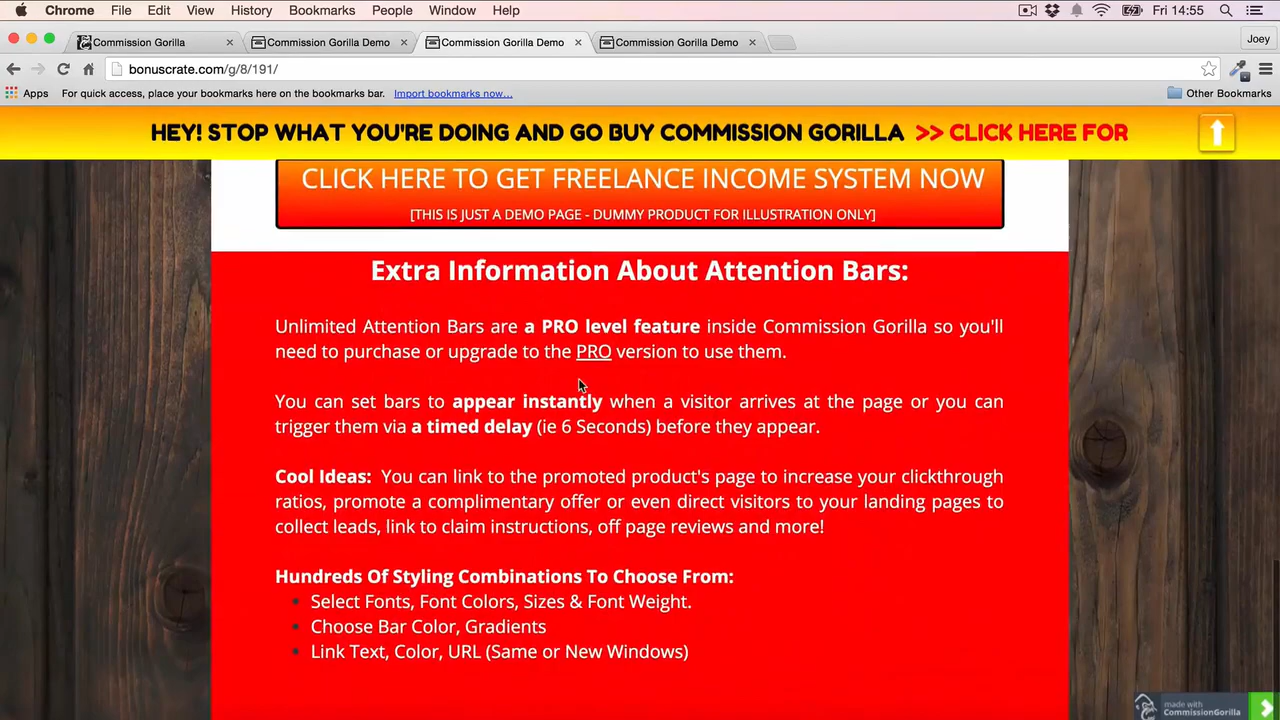 Chrome File Edit View History Bookmarks People Window Help Fri 14:55
Commission Gorilla Commission Gorilla Demo Commission Gorilla Demo Commission Gorilla Demo Joey
bonuscrate.com/g/8/191/
Apps For quick access, place your bookmarks here on the bookmarks bar. Import bookmarks now... Other Bookmarks
HEY! STOP WHAT YOU'RE DOING AND GO BUY COMMISSION GORILLA >> CLICK HERE FOR
CLICK HERE TO GET FREELANCE INCOME SYSTEM NOW
[THIS IS JUST A DEMO PAGE - DUMMY PRODUCT FOR ILLUSTRATION ONLY]
Extra Information About Attention Bars:
Unlimited Attention Bars are a PRO level feature inside Commission Gorilla so you'll
need to purchase or upgrade to the PRO version to use them.
You can set bars to appear instantly when a visitor arrives at the page or you can
trigger them via a timed delay (ie 6 Seconds) before they appear.
Cool Ideas: You can link to the promoted product's page to increase your clickthrough
ratios, promote a complimentary offer or even direct visitors to your landing pages to
collect leads, link to claim instructions, off page reviews and more!
Hundreds Of Styling Combinations To Choose From:
Select Fonts, Font Colors, Sizes & Font Weight.
Choose Bar Color, Gradients
Link Text, Color, URL (Same or New Windows)
made with
CommissionGorilla